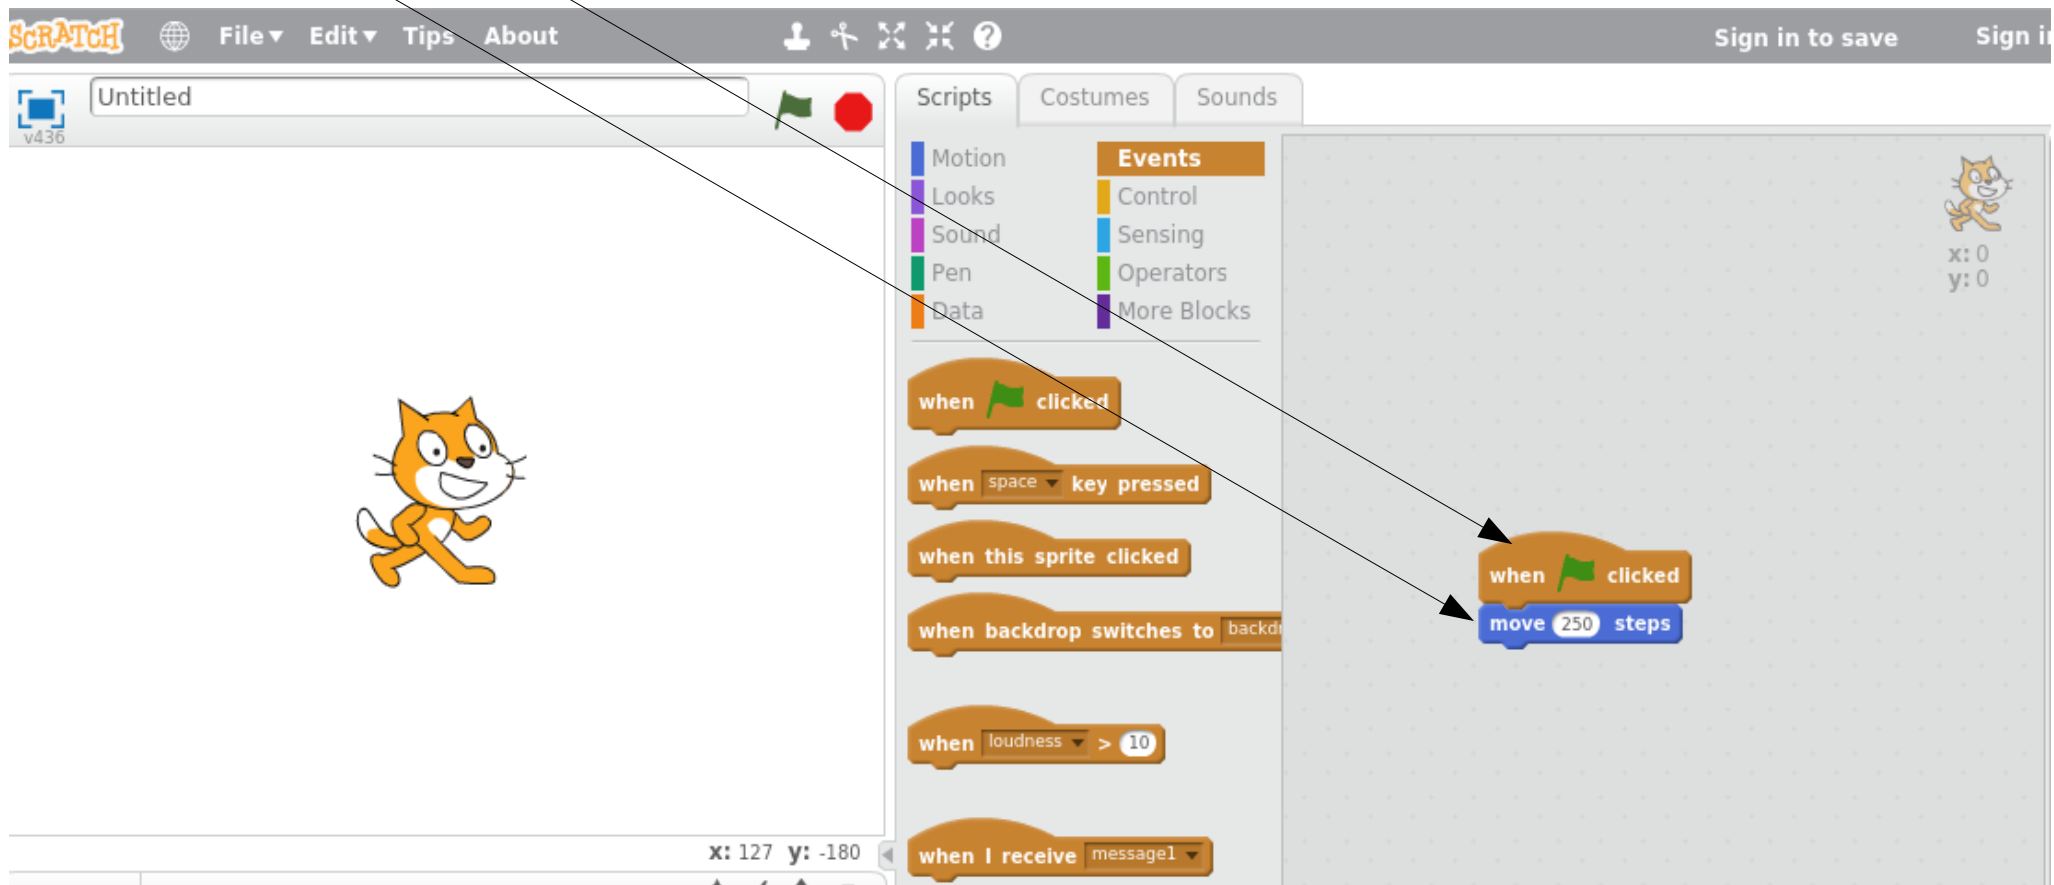 SCRATCH File Edit Tips About Sign in to save
Untitled
v436
Scripts Costumes Sounds
Motion Events
Looks Control
Sound Sensing
Pen Operators
Data More Blocks
when clicked
when space key pressed
when this sprite clicked
when backdrop switches to
when loudness > 10
when I receive message1
x: 0
y: 0
when clicked
move 250 steps
x: 127 y: -180